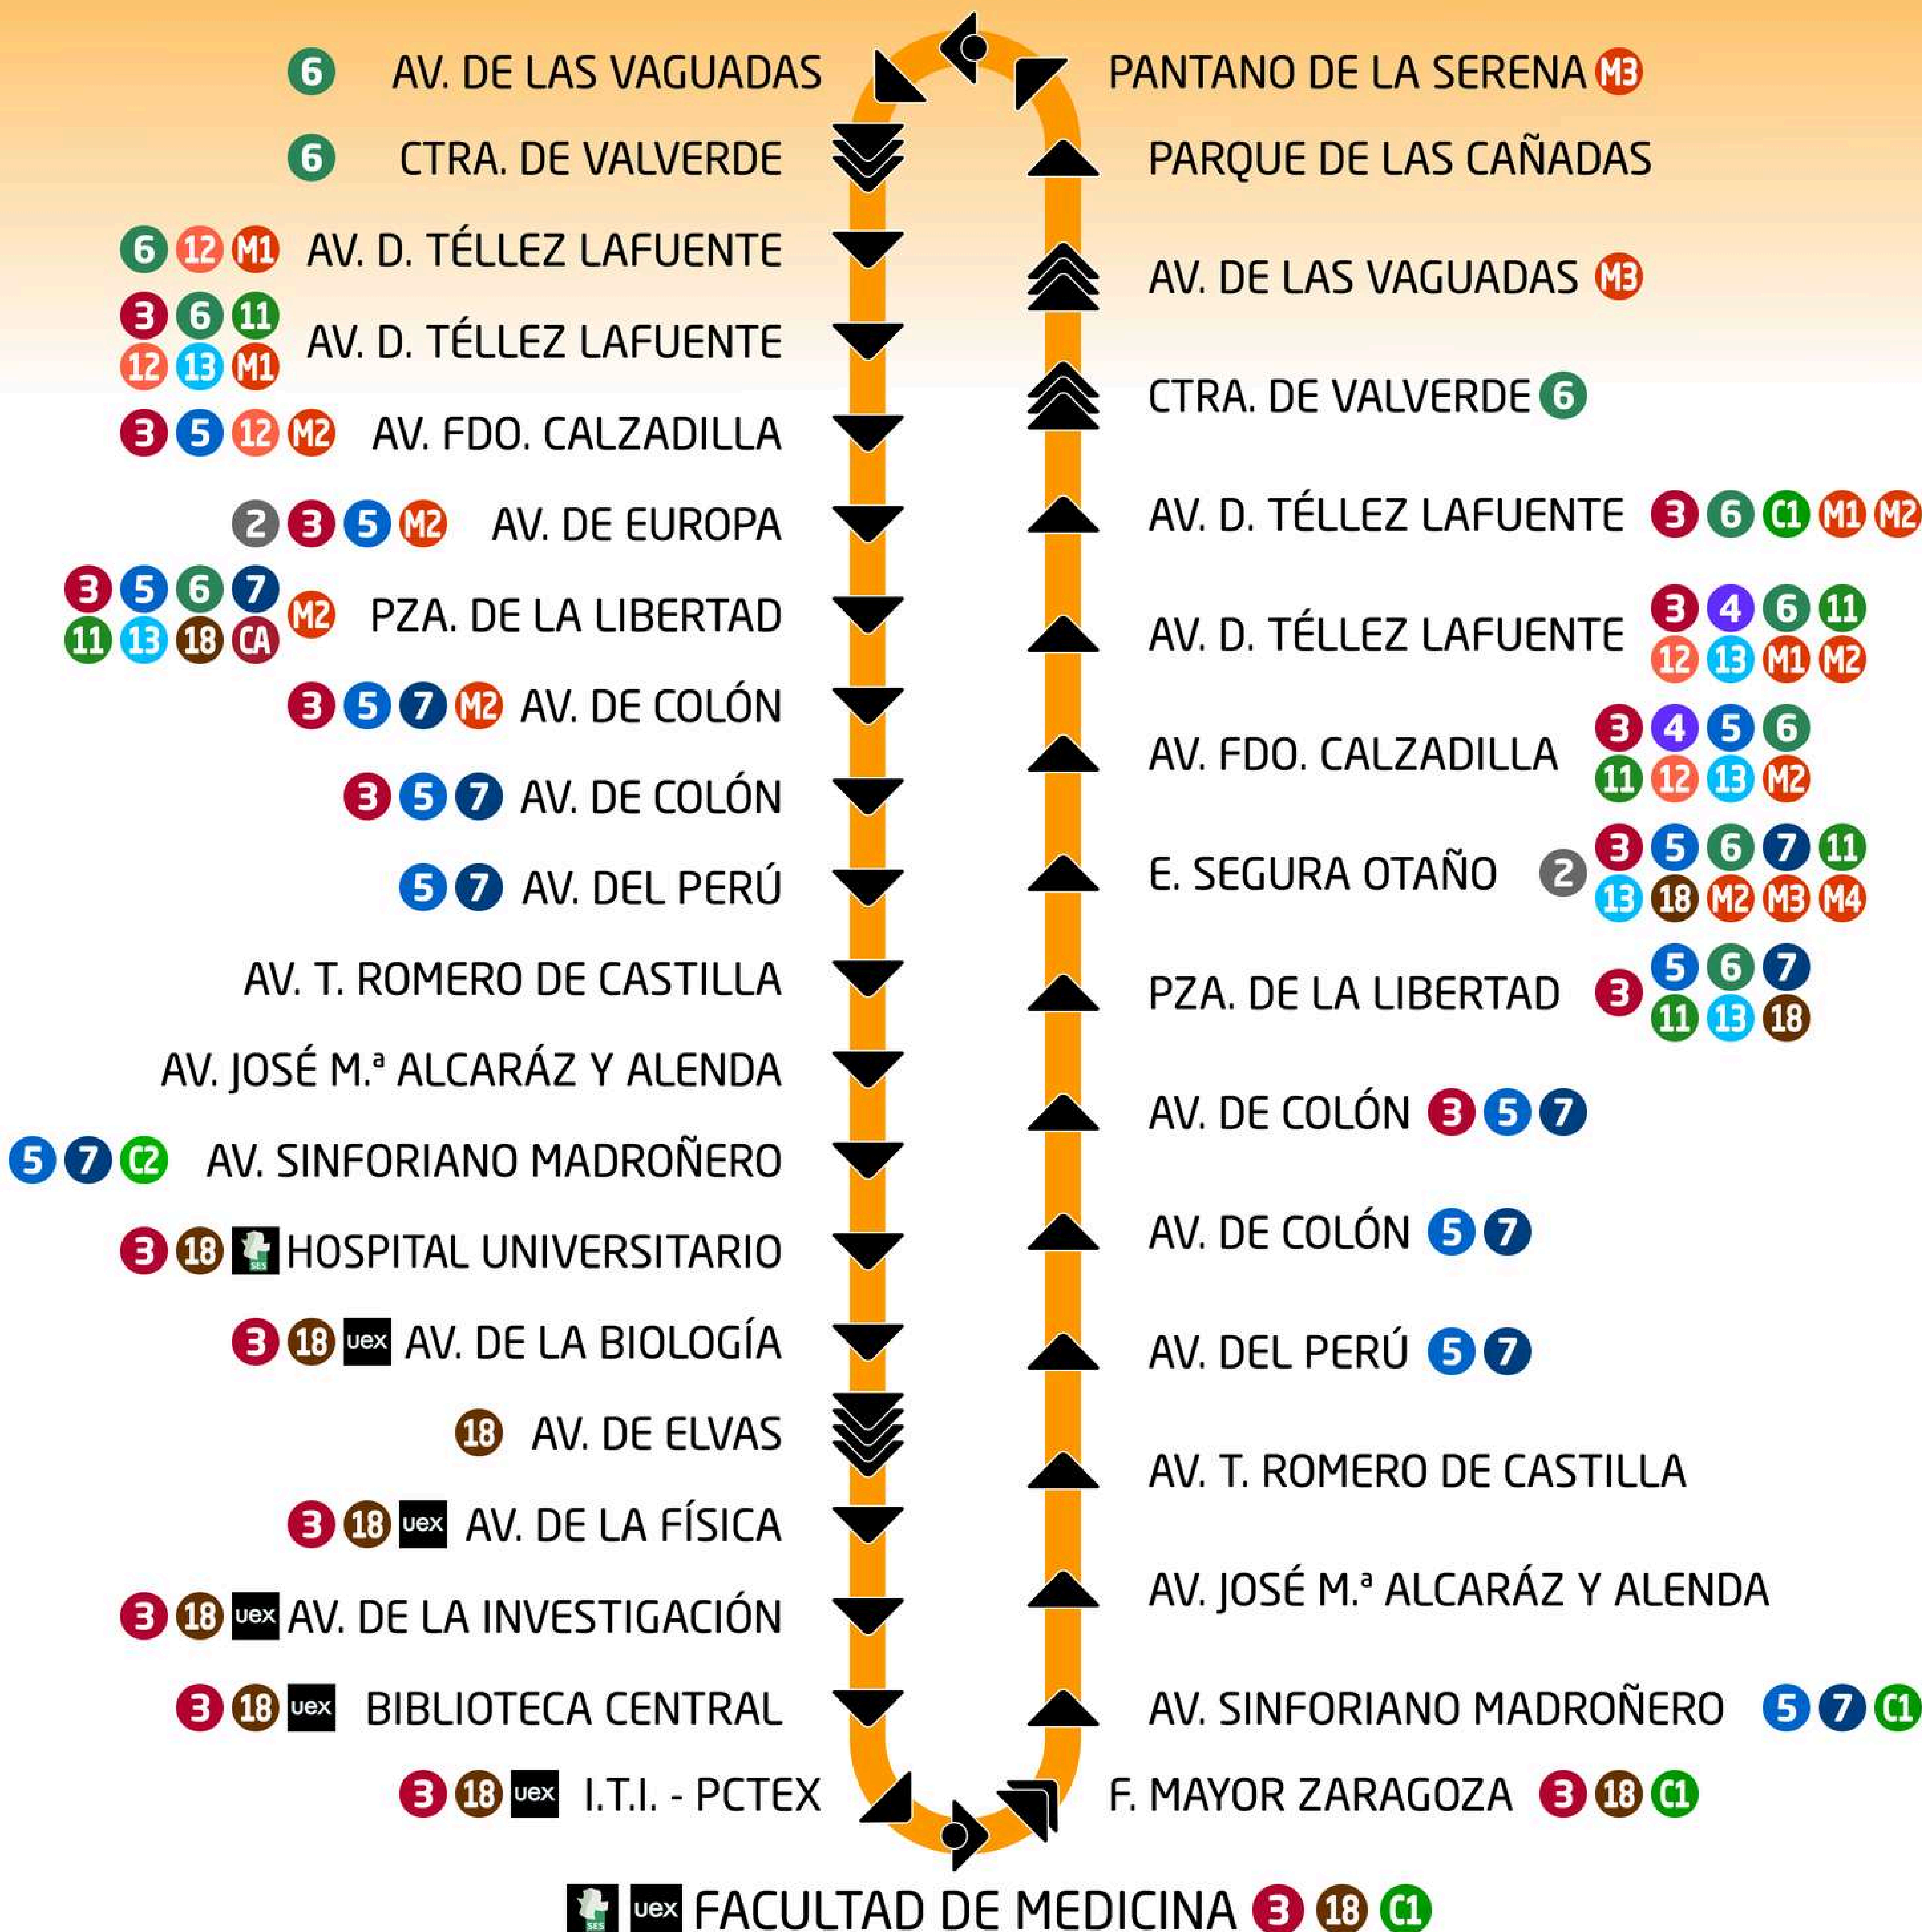 6 AV. DE LAS VAGUADAS
6 CTRA. DE VALVERDE
6 12 M1 AV. D. TÉLLEZ LAFUENTE
3 6 11
12 13 M1
AV. D. TÉLLEZ LAFUENTE
3 5 12 M2 AV. FDO. CALZADILLA
2 3 5 M2 AV. DE EUROPA
3 5 6 7
11 13 18 CA
M2 PZA. DE LA LIBERTAD
3 5 7 M2 AV. DE COLÓN
3 5 7 AV. DE COLÓN
5 7 AV. DEL PERÚ
AV. T. ROMERO DE CASTILLA
AV. JOSÉ M.ª ALCARÁZ Y ALENDA
5 7 C2 AV. SINFORIANO MADROÑERO
3 18 SES HOSPITAL UNIVERSITARIO
3 18 uex AV. DE LA BIOLOGÍA
18 AV. DE ELVAS
3 18 uex AV. DE LA FÍSICA
3 18 uex AV. DE LA INVESTIGACIÓN
3 18 uex BIBLIOTECA CENTRAL
3 18 uex I.T.I. - PCTEX
PANTANO DE LA SERENA M3
PARQUE DE LAS CAÑADAS
AV. DE LAS VAGUADAS M3
CTRA. DE VALVERDE 6
AV. D. TÉLLEZ LAFUENTE 3 6 C1 M1 M2
AV. D. TÉLLEZ LAFUENTE
3 4 6 11
12 13 M1 M2
AV. FDO. CALZADILLA
3 4 5 6
11 12 13 M2
E. SEGURA OTAÑO 2
3 5 6 7 11
13 18 M2 M3 M4
PZA. DE LA LIBERTAD 3
5 6 7
11 13 18
AV. DE COLÓN 3 5 7
AV. DE COLÓN 5 7
AV. DEL PERÚ 5 7
AV. T. ROMERO DE CASTILLA
AV. JOSÉ M.ª ALCARÁZ Y ALENDA
AV. SINFORIANO MADROÑERO 5 7 C1
F. MAYOR ZARAGOZA 3 18 C1
SES uex FACULTAD DE MEDICINA 3 18 C1